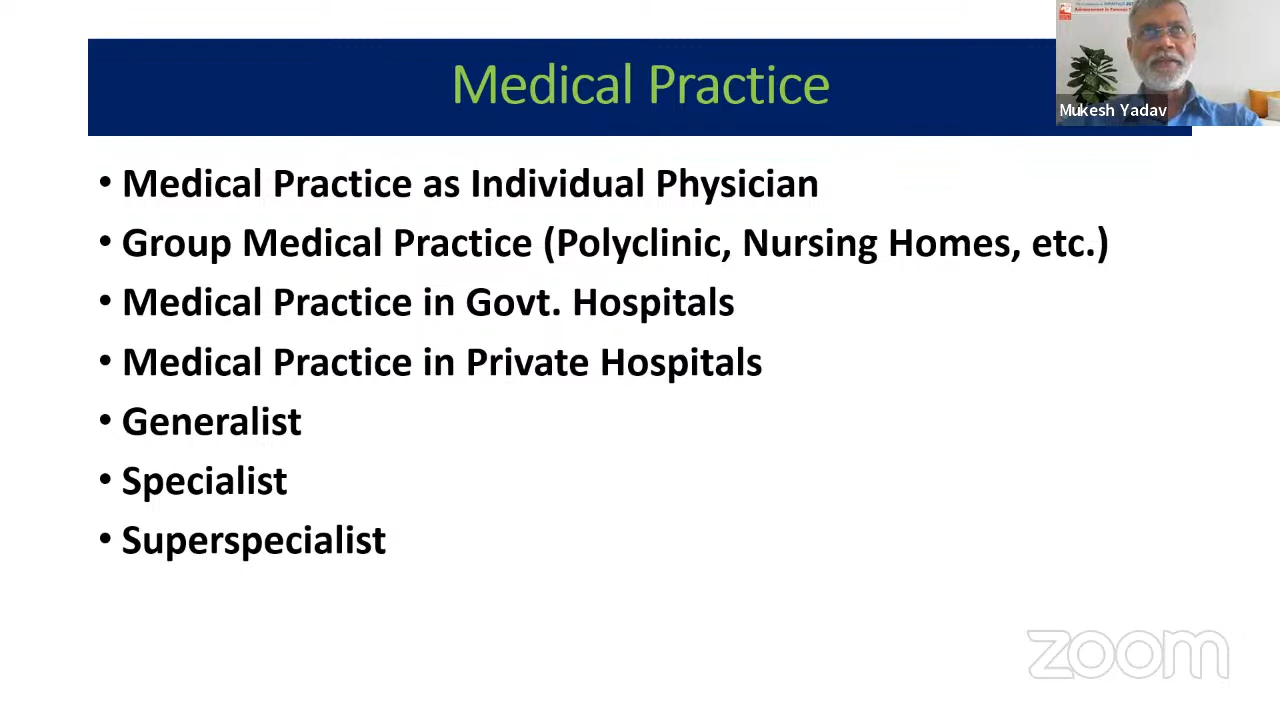 Medical Practice
Mukesh Yadav
• Medical Practice as Individual Physician
• Group Medical Practice (Polyclinic, Nursing Homes, etc.)
• Medical Practice in Govt. Hospitals
• Medical Practice in Private Hospitals
• Generalist
• Specialist
• Superspecialist
zoom